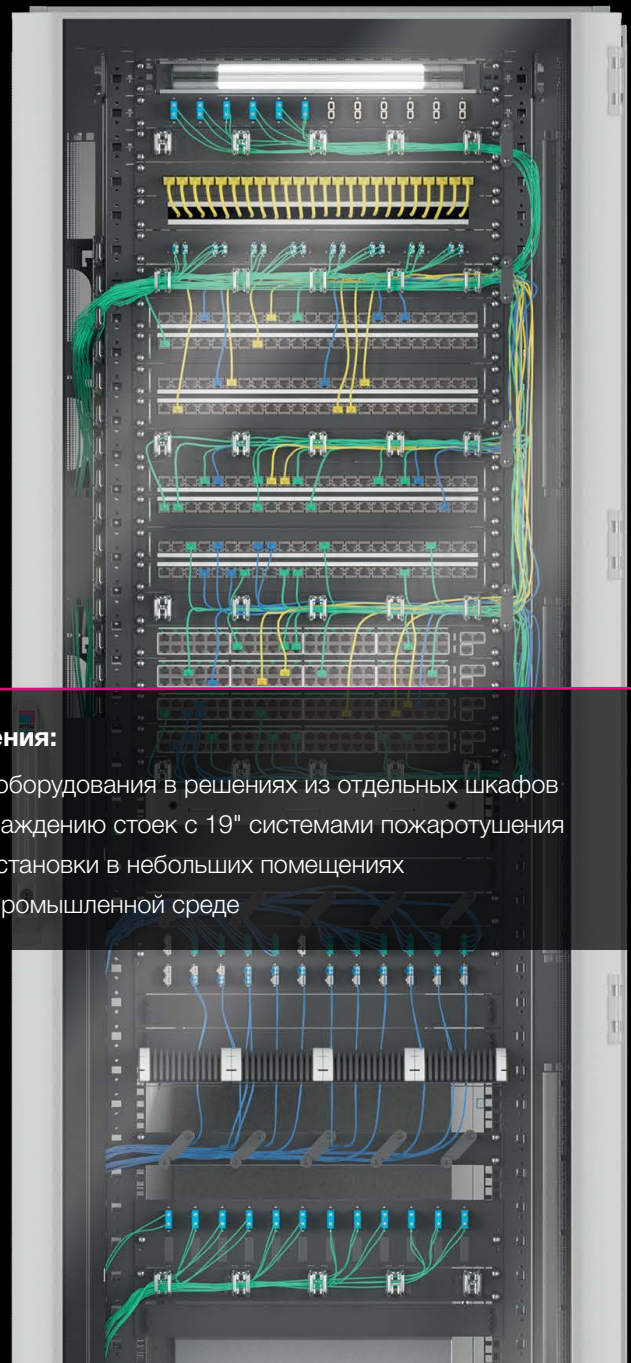 ения:
оборудования в решениях из отдельных шкафов
аждению стоек с 19" системами пожаротушения
становки в небольших помещениях
ромышленной среде